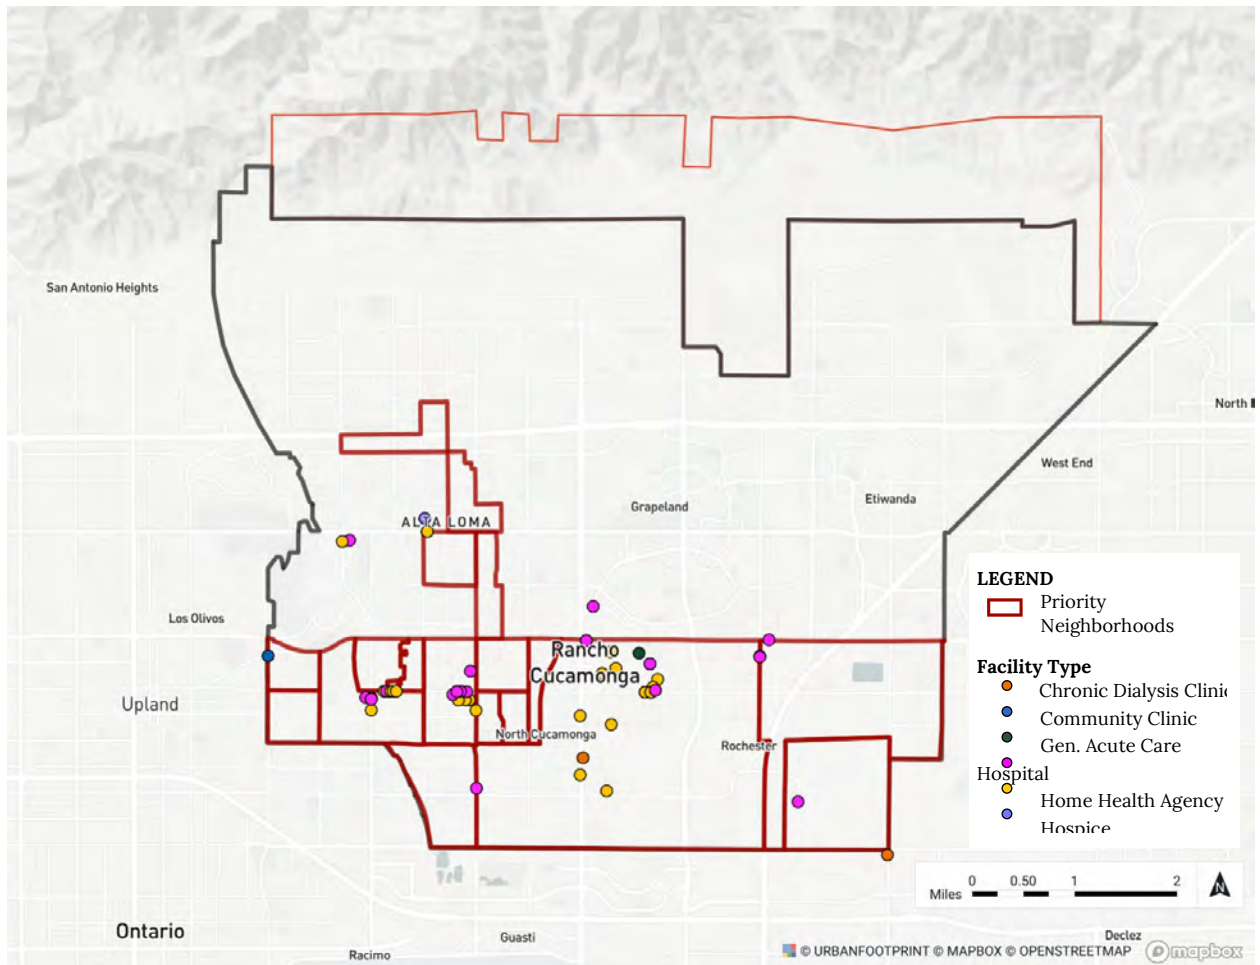 San Antonio Heights
North
West End
Etiwanda
Grapeland
ALTA LOMA
Los Olivos
Rancho
Cucamonga
Upland
North Cucamonga
Rochester
LEGEND
Priority
Neighborhoods
Facility Type
Chronic Dialysis Clinic
Community Clinic
Gen. Acute Care
Hospital
Home Health Agency
Hospice
Miles
0 0.50 1 2
N
Ontario
Guasti
Racimo
Declez
© URBANFOOTPRINT © MAPBOX © OPENSTREETMAP
mapbox